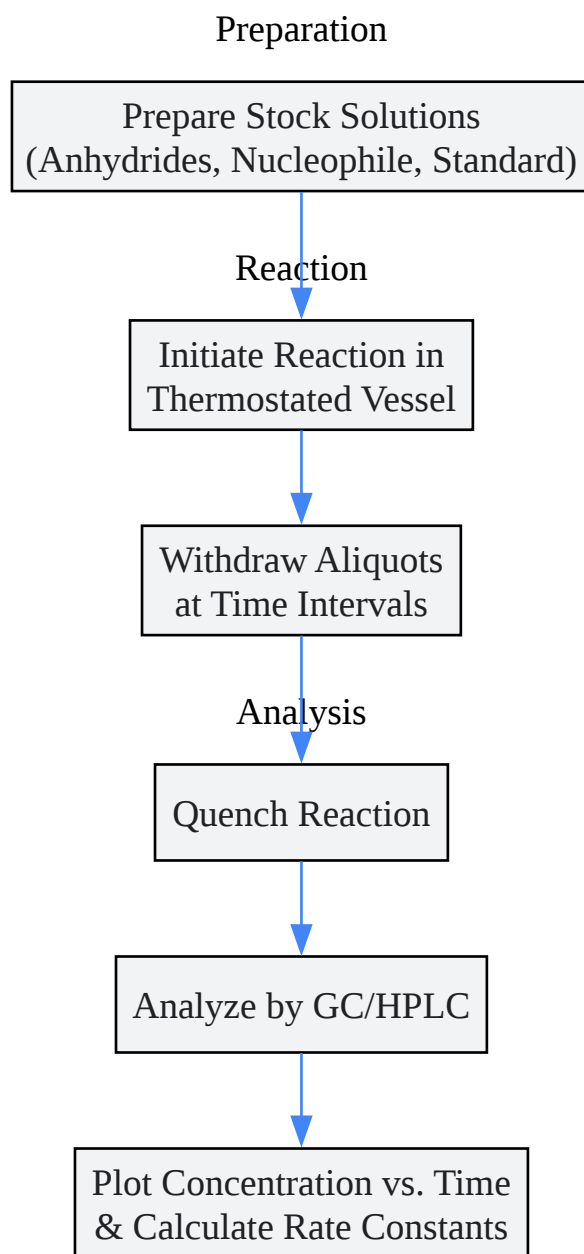 Preparation
Prepare Stock Solutions
(Anhydrides, Nucleophile, Standard)
Reaction
Initiate Reaction in
Thermostated Vessel
Withdraw Aliquots
at Time Intervals
Analysis
Quench Reaction
Analyze by GC/HPLC
Plot Concentration vs. Time
& Calculate Rate Constants